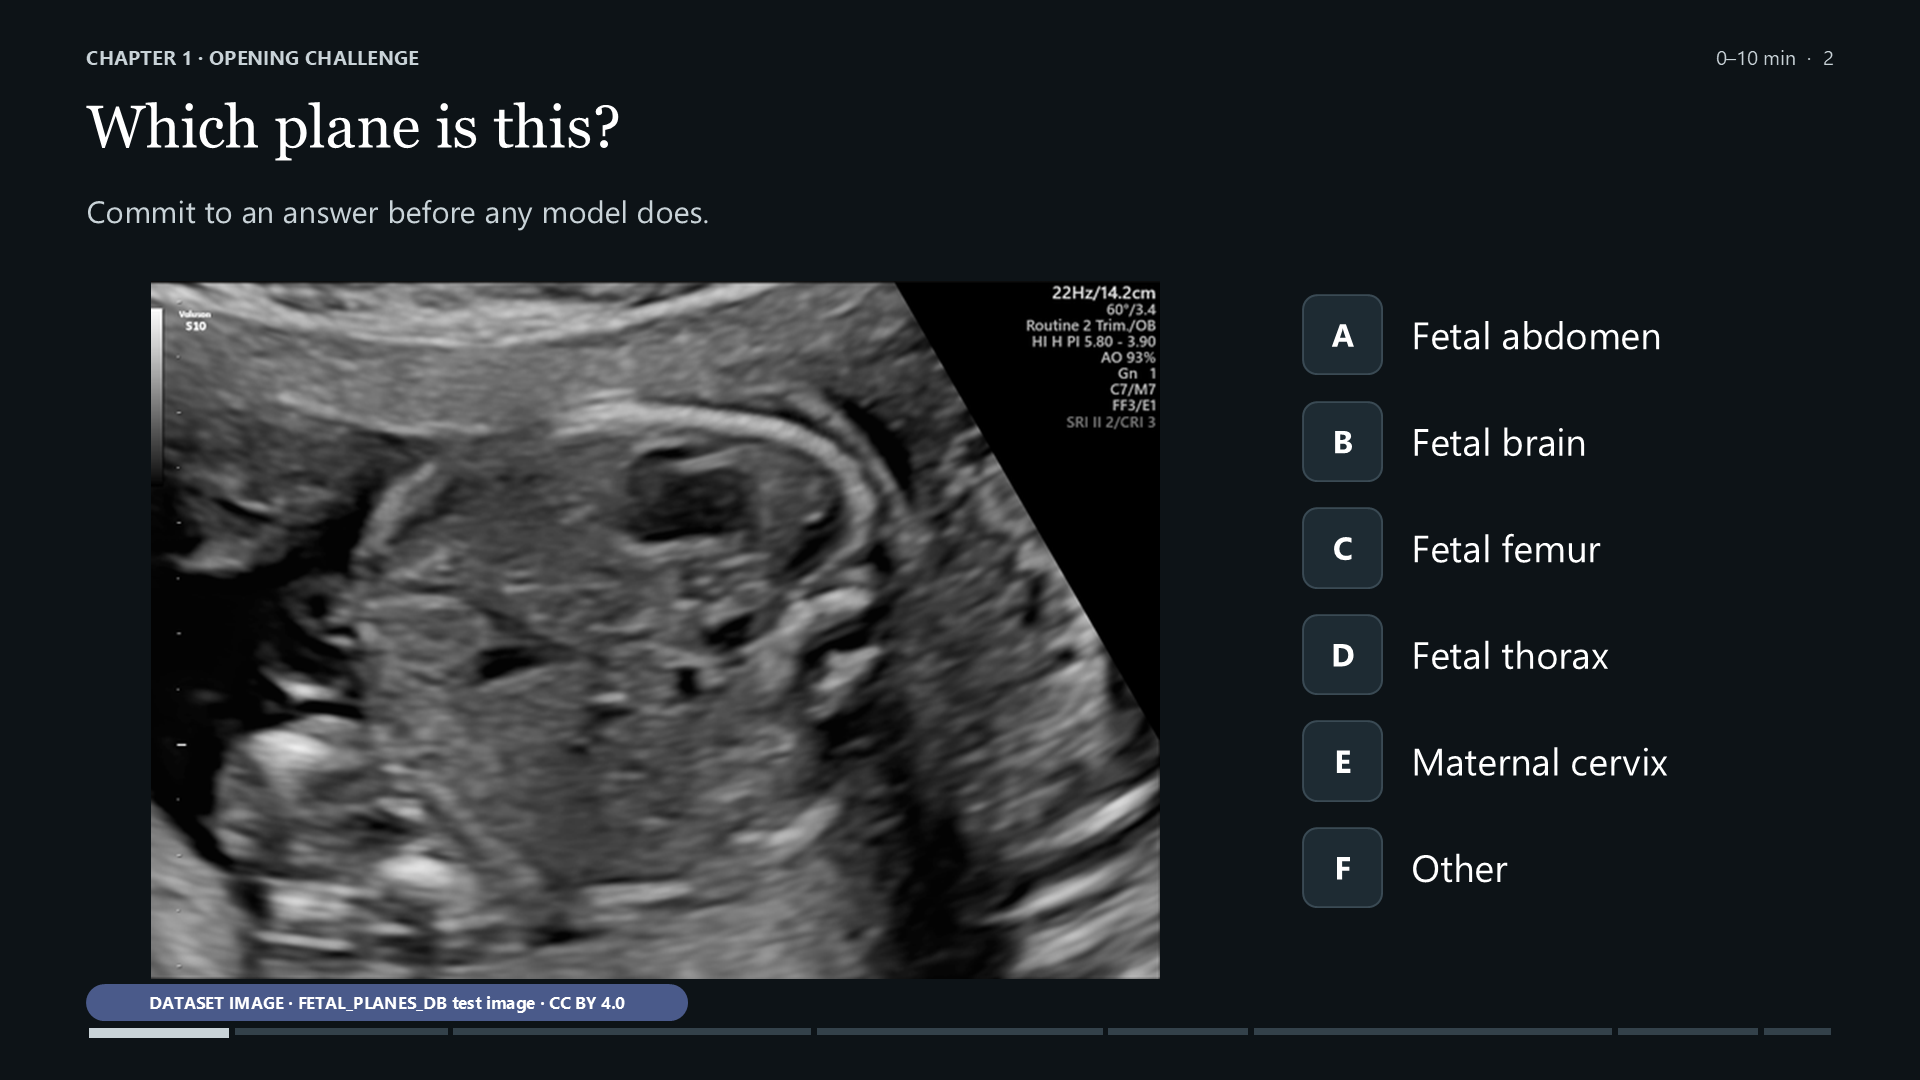 CHAPTER 1 · OPENING CHALLENGE
0–10 min · 2
Which plane is this?
Commit to an answer before any model does.
Voluson
S10
22Hz/14.2cm
60°/3.4
Routine 2 Trim./OB
HI H PI 5.80 - 3.90
AO 93%
Gn 1
C7/M7
FF3/E1
SRI II 2/CRI 3
A Fetal abdomen
B Fetal brain
C Fetal femur
D Fetal thorax
E Maternal cervix
F Other
DATASET IMAGE · FETAL_PLANES_DB test image · CC BY 4.0